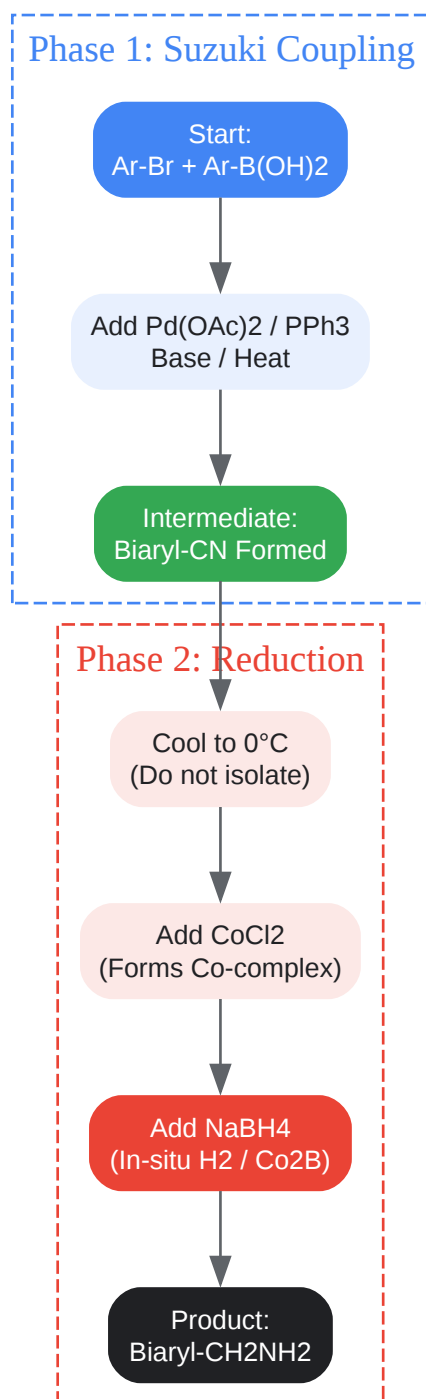 Phase 1: Suzuki Coupling
Start:
Ar-Br + Ar-B(OH)2
Add Pd(OAc)2 / PPh3
Base / Heat
Intermediate:
Biaryl-CN Formed
Phase 2: Reduction
Cool to 0°C
(Do not isolate)
Add CoCl2
(Forms Co-complex)
Add NaBH4
(In-situ H2 / Co2B)
Product:
Biaryl-CH2NH2